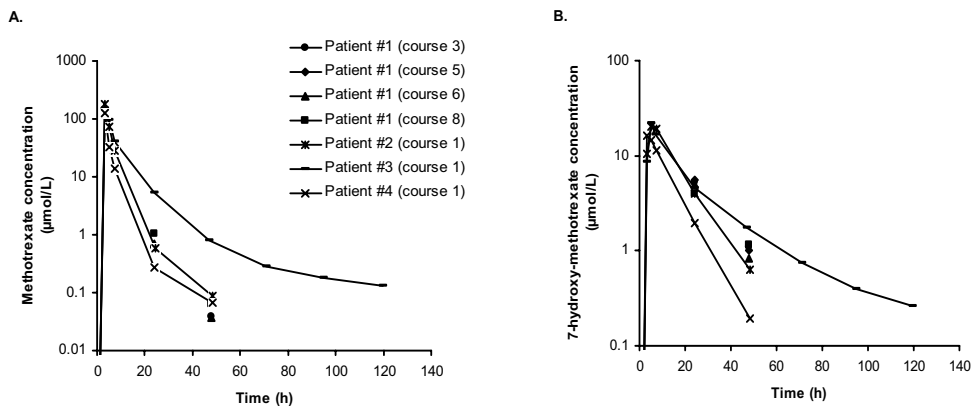 A.
B.
Methotrexate concentration
(µmol/L)
1000
100
10
1
0.1
0.01
0 20 40 60 80 100 120 140
Time (h)
Patient #1 (course 3)
Patient #1 (course 5)
Patient #1 (course 6)
Patient #1 (course 8)
Patient #2 (course 1)
Patient #3 (course 1)
Patient #4 (course 1)
7-hydroxy-methotrexate concentration
(µmol/L)
100
10
1
0.1
0 20 40 60 80 100 120 140
Time (h)